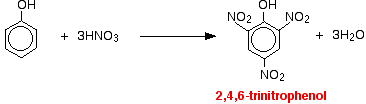 OH
+ 3HNO₃
OH
NO₂ NO₂
NO₂
+ 3H₂O
2,4,6-trinitrophenol